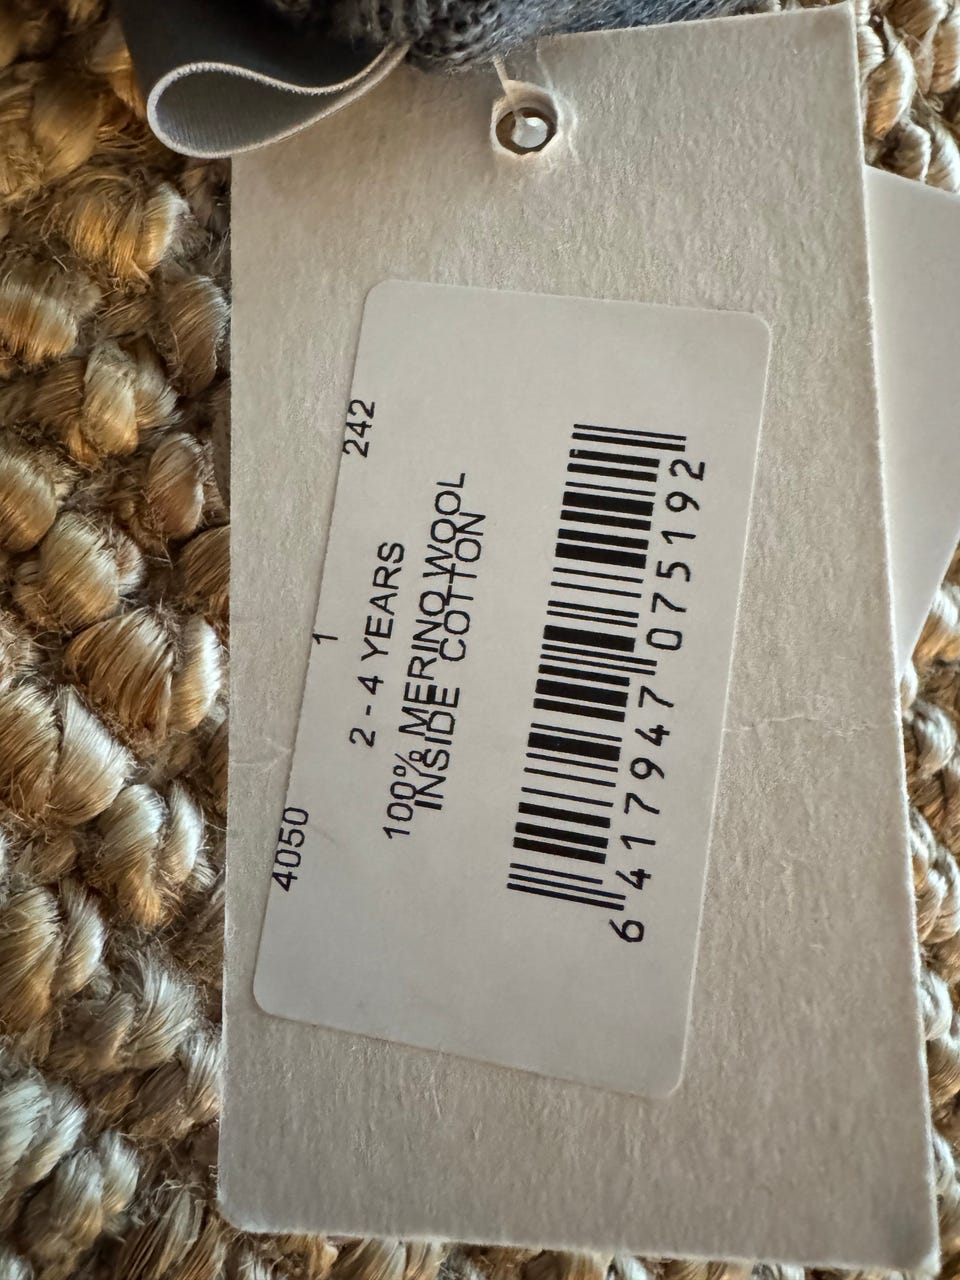 4050 1 242
2 - 4 YEARS
100% MERINO WOOL
INSIDE COTTON
6 417947 075192